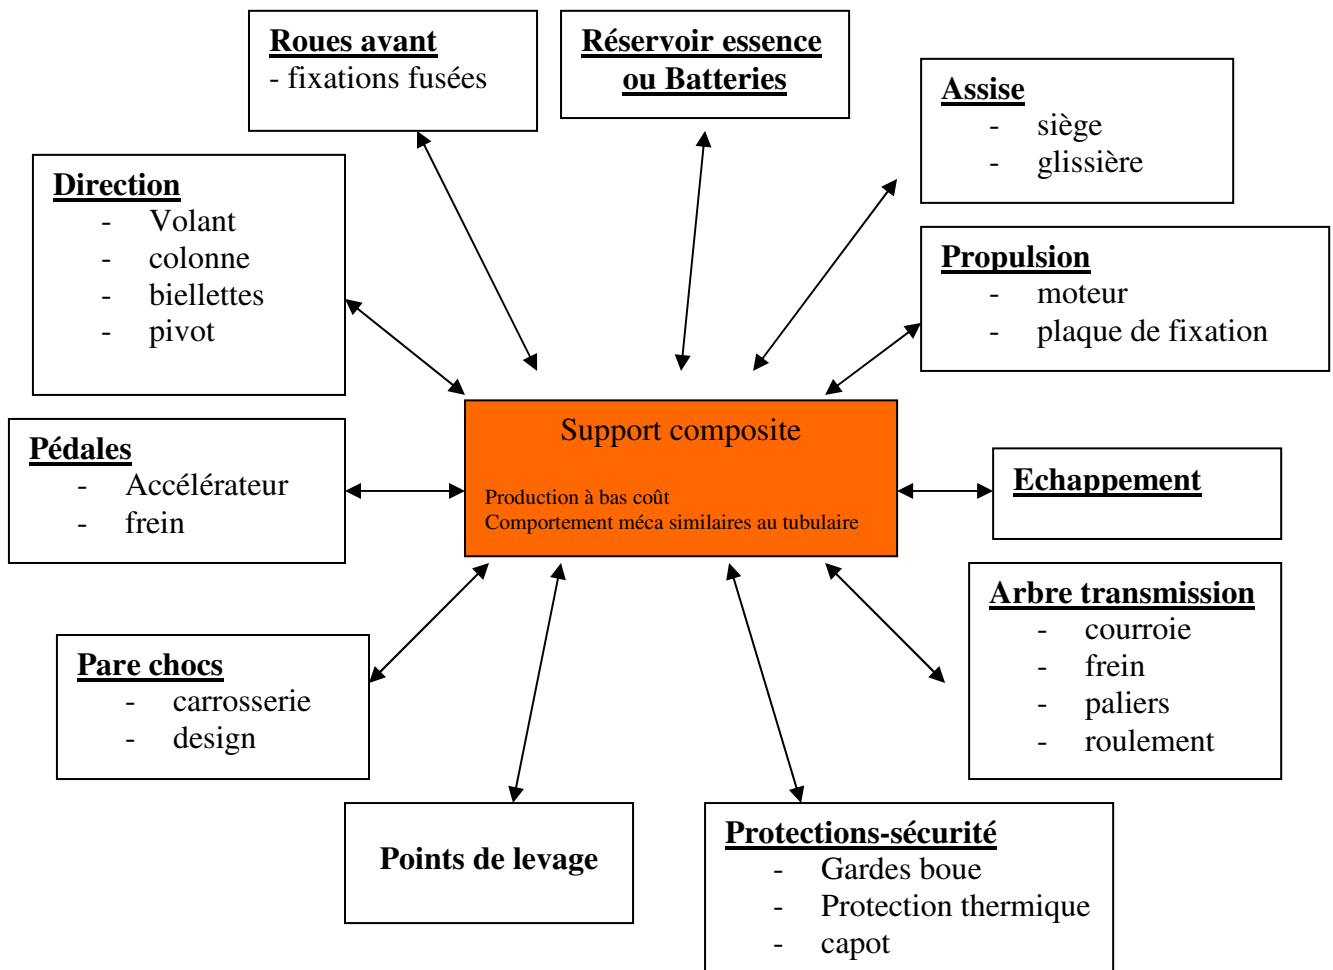 Roues avant
- fixations fusées
Réservoir essence
ou Batteries
Assise
- siège
- glissière
Direction
- Volant
- colonne
- biellettes
- pivot
Propulsion
- moteur
- plaque de fixation
Support composite
Production à bas coût
Comportement méca similaires au tubulaire
Pédales
- Accélérateur
- frein
Echappement
Arbre transmission
- courroie
- frein
- paliers
- roulement
Pare chocs
- carrosserie
- design
Points de levage
Protections-sécurité
- Gardes boue
- Protection thermique
- capot